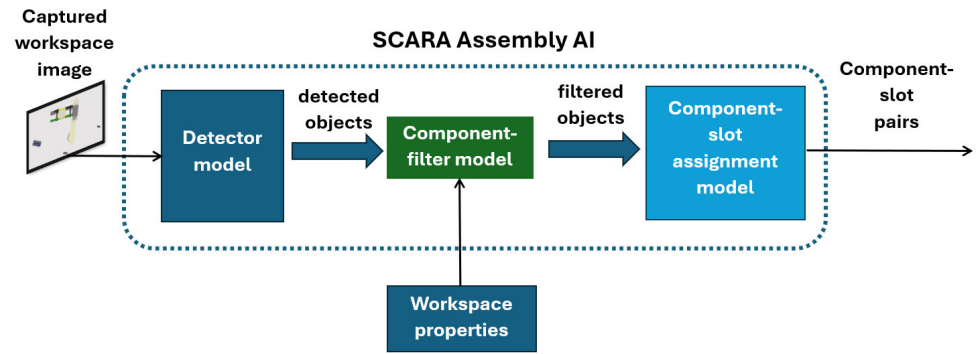 Captured
workspace
image
SCARA Assembly AI
Detector
model
detected
objects
Component-
filter model
filtered
objects
Component-
slot
assignment
model
Component-
slot
pairs
Workspace
properties